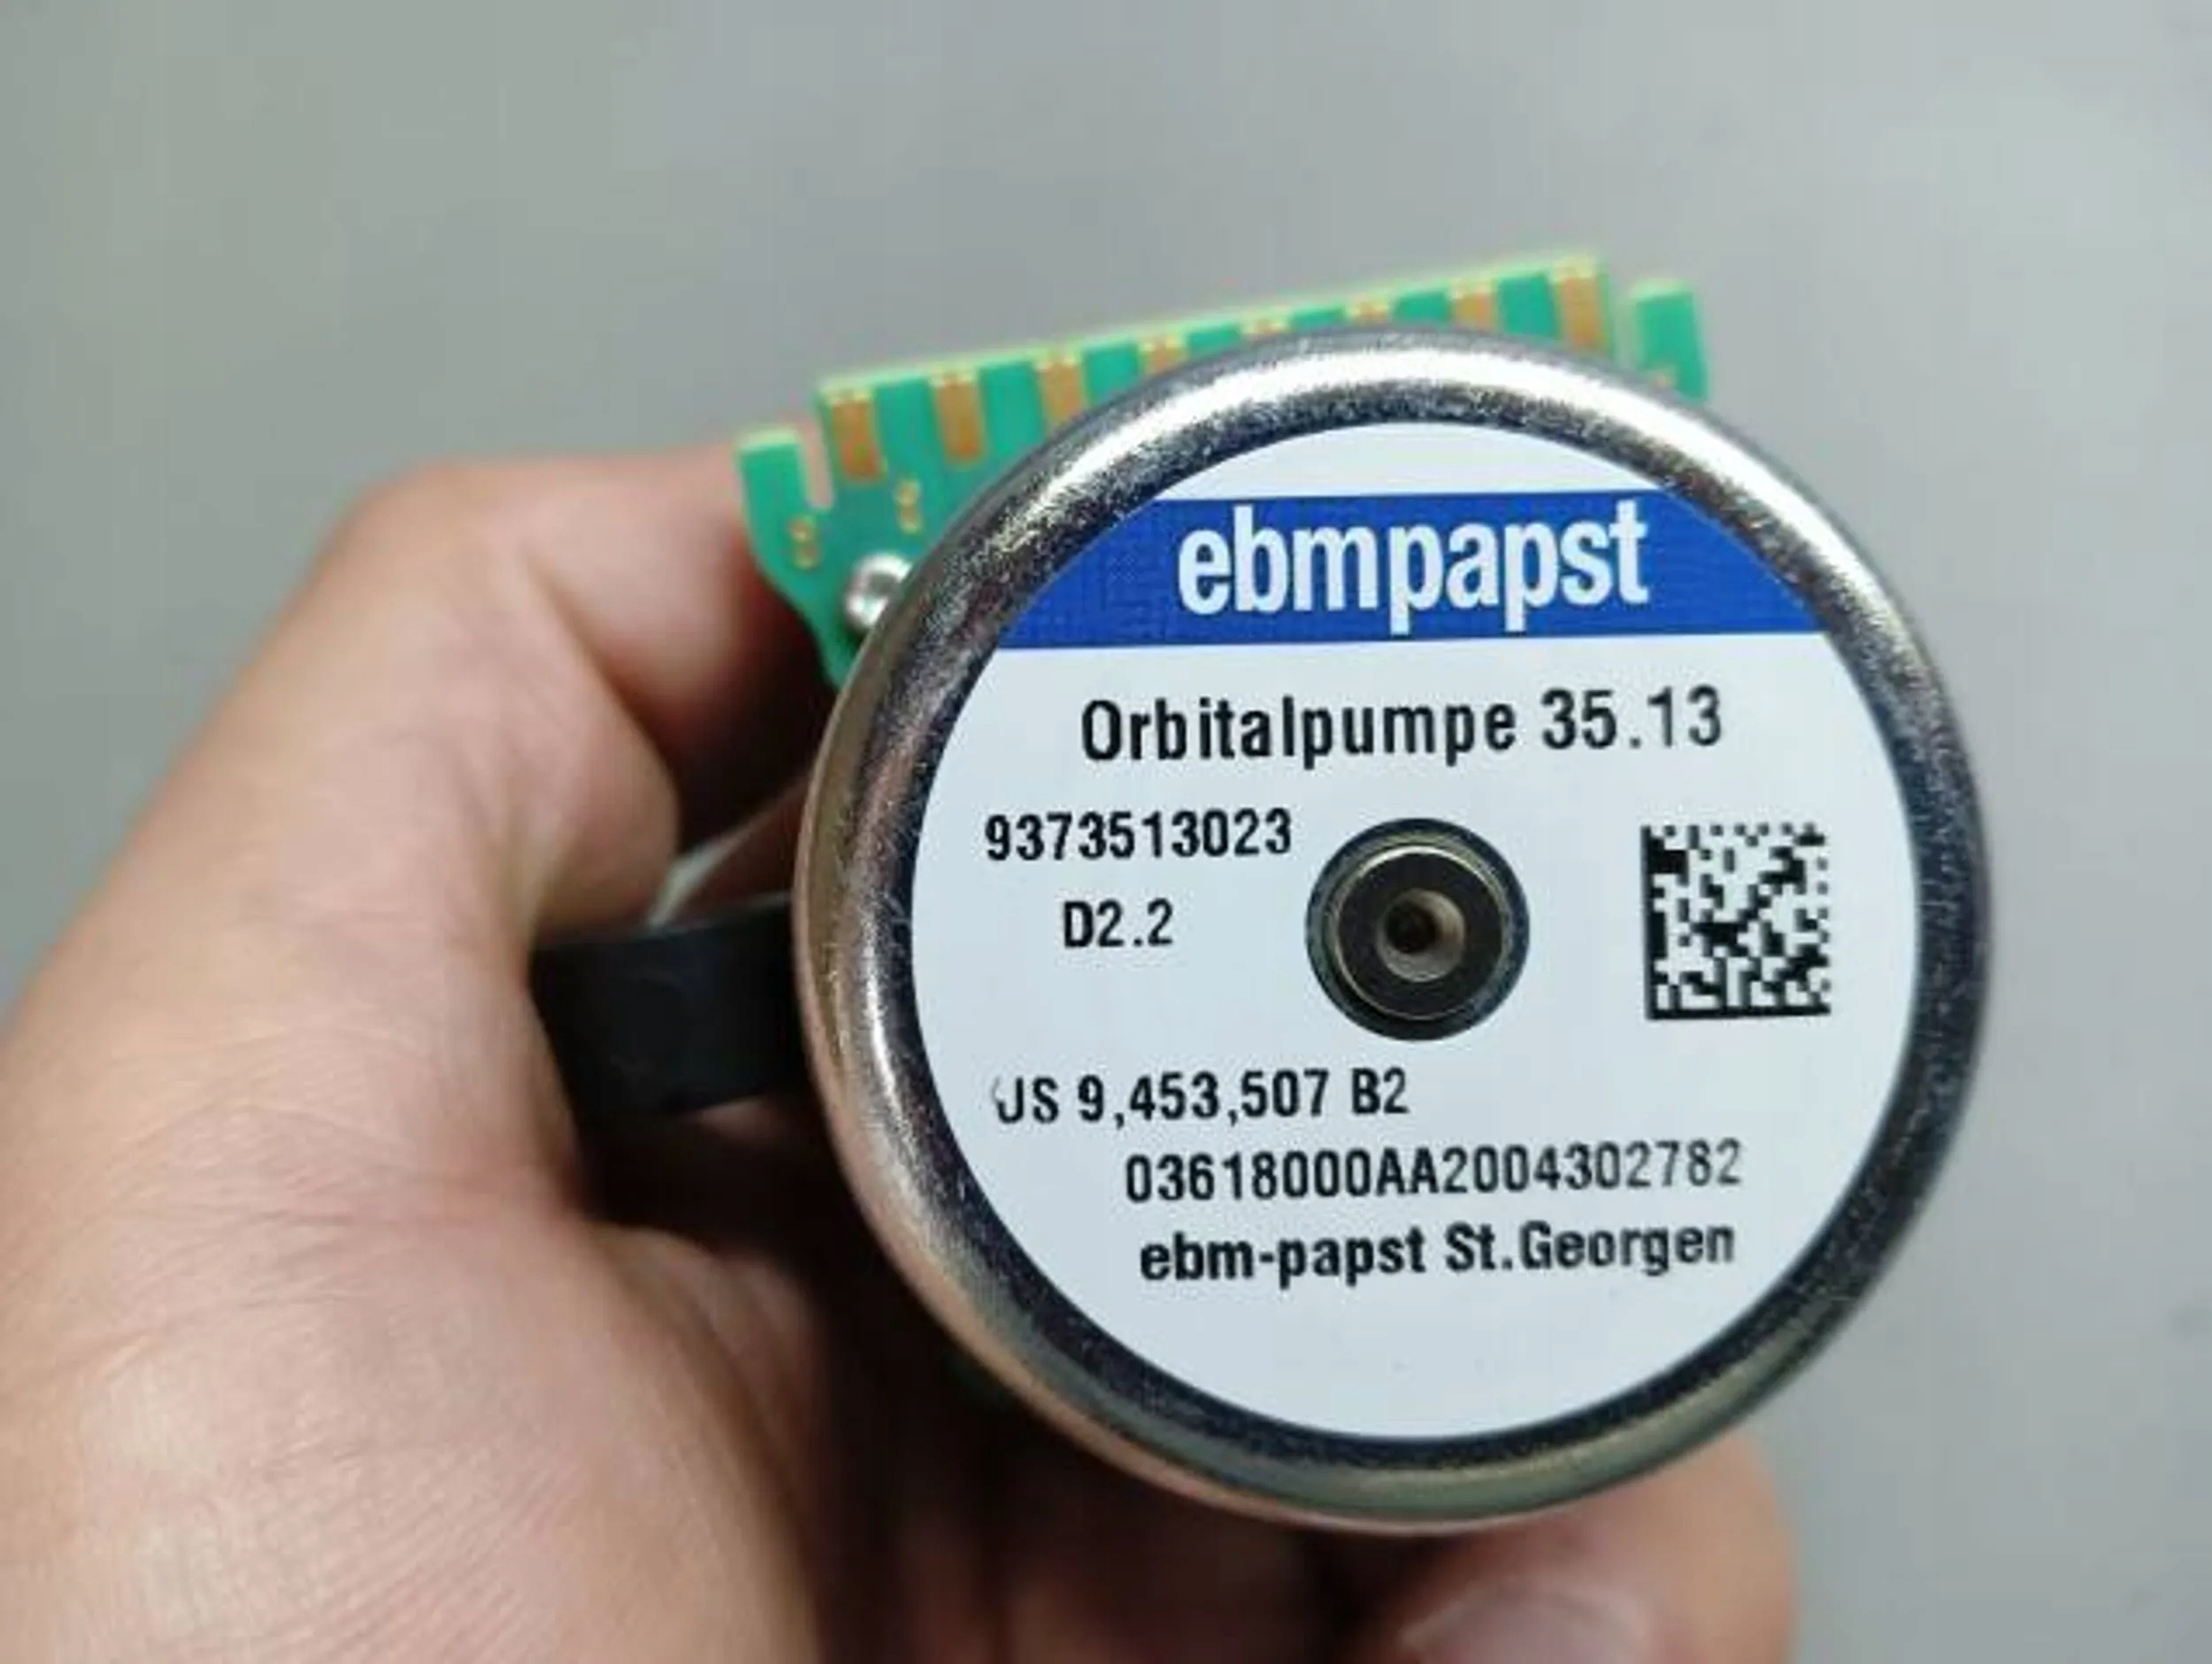 ebmpapst
Orbitalpumpe 35.13
9373513023
D2.2
US 9,453,507 B2
03618000AA2004302782
ebm-papst St.Georgen